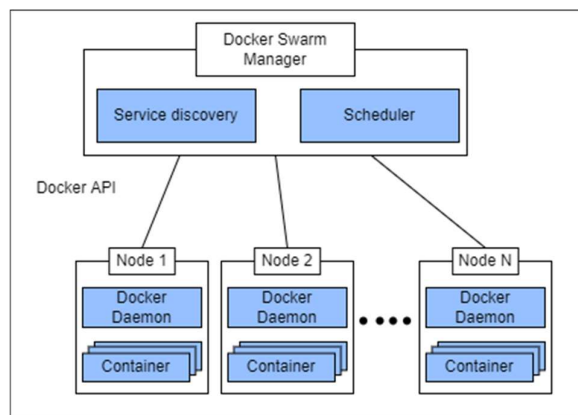 Docker Swarm
Manager
Service discovery
Scheduler
Docker API
Node 1
Docker
Daemon
Container
Node 2
Docker
Daemon
Container
Node N
Docker
Daemon
Container